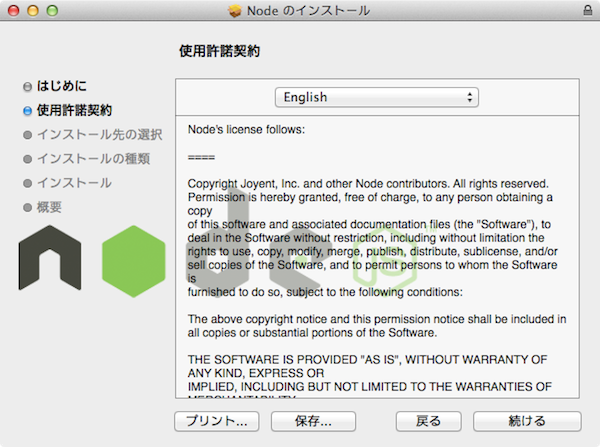 Node のインストール
使用許諾契約
はじめに
使用許諾契約
インストール先の選択
インストールの種類
インストール
概要
English
Node's license follows:
====
Copyright Joyent, Inc. and other Node contributors. All rights reserved.
Permission is hereby granted, free of charge, to any person obtaining a
copy
of this software and associated documentation files (the "Software"), to
deal in the Software without restriction, including without limitation the
rights to use, copy, modify, merge, publish, distribute, sublicense, and/or
sell copies of the Software, and to permit persons to whom the Software
is
furnished to do so, subject to the following conditions:
The above copyright notice and this permission notice shall be included in
all copies or substantial portions of the Software.
THE SOFTWARE IS PROVIDED "AS IS", WITHOUT WARRANTY OF
ANY KIND, EXPRESS OR
IMPLIED, INCLUDING BUT NOT LIMITED TO THE WARRANTIES OF
MERCHANTABILITY
node js
プリント...
保存...
戻る
続ける